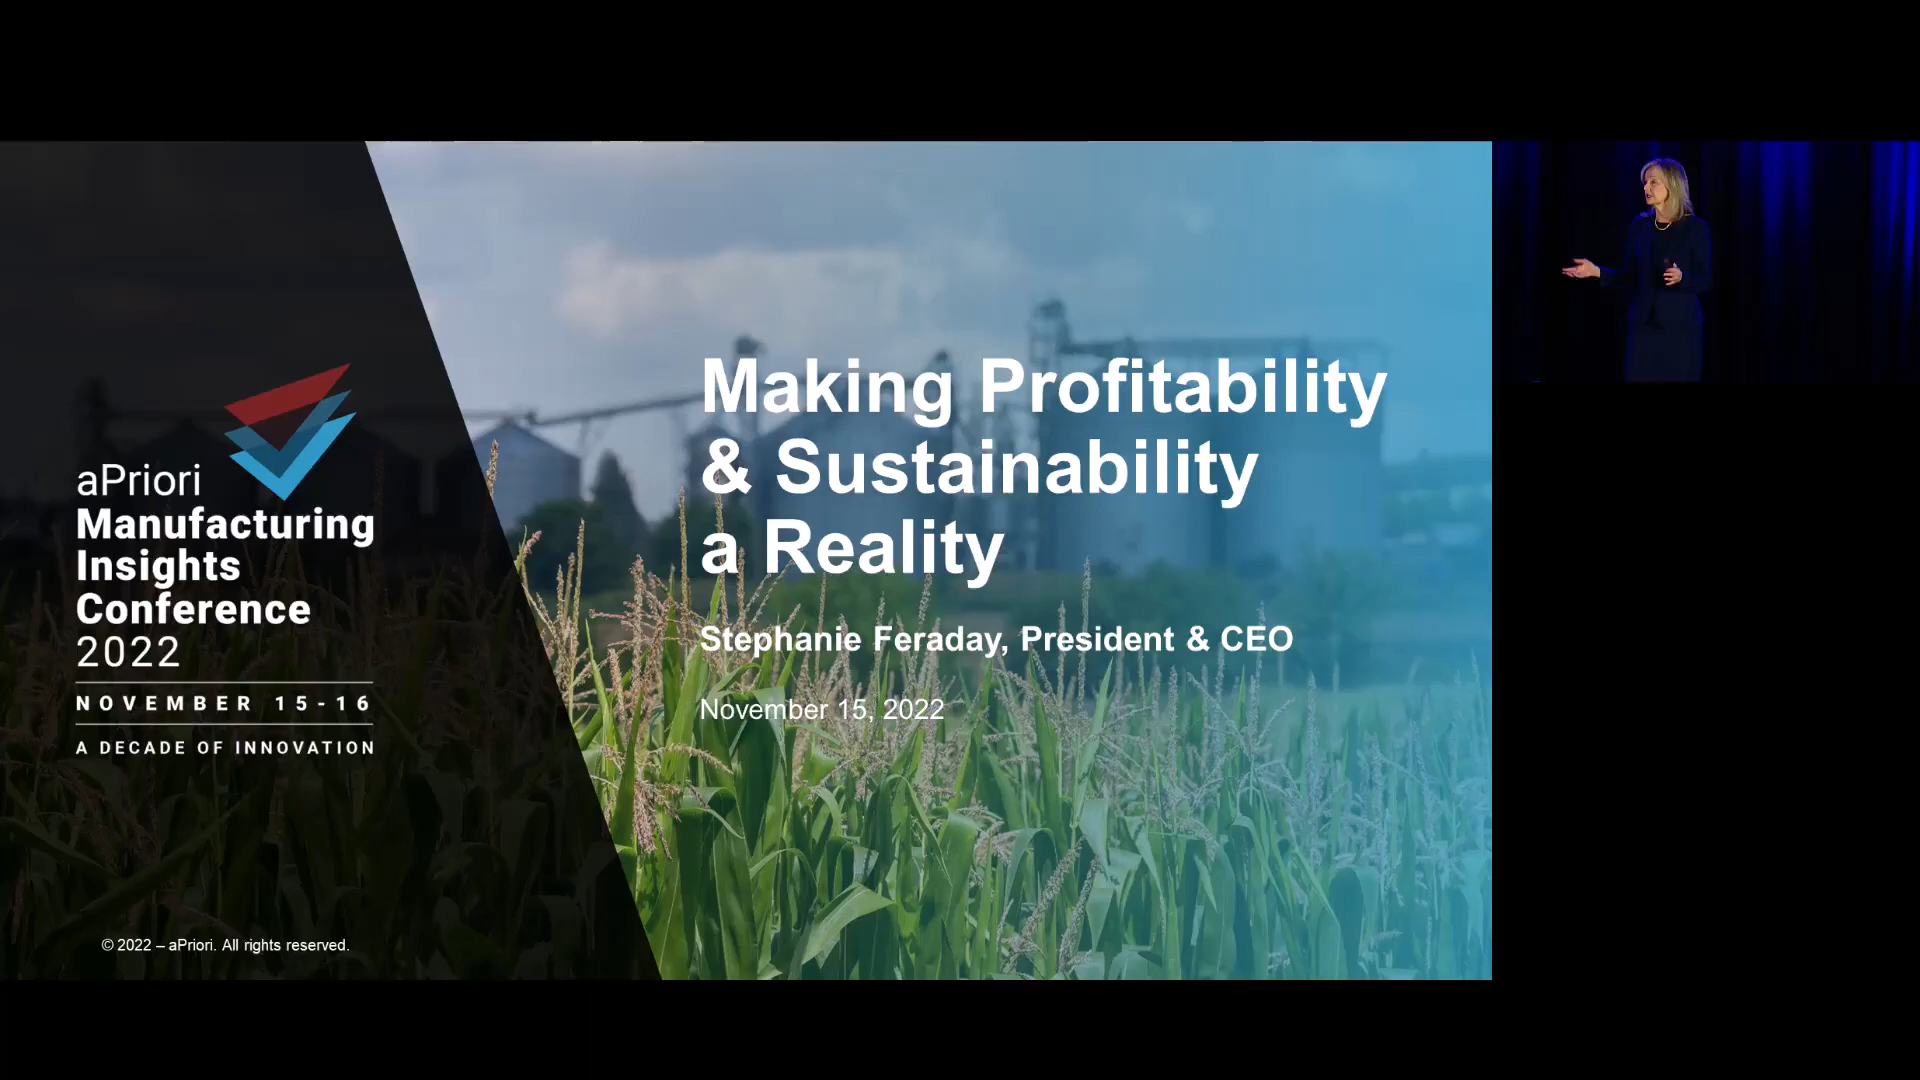 aPriori
Manufacturing
Insights
Conference
2022
NOVEMBER 15-16
A DECADE OF INNOVATION
© 2022 – aPriori. All rights reserved.
Making Profitability
& Sustainability
a Reality
Stephanie Feraday, President & CEO
November 15, 2022